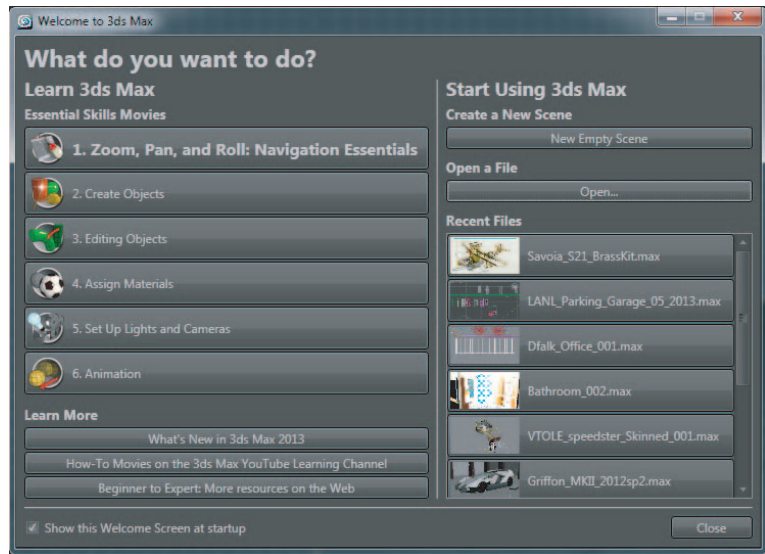 Welcome to 3ds Max
What do you want to do?
Learn 3ds Max
Essential Skills Movies
1. Zoom, Pan, and Roll: Navigation Essentials
2. Create Objects
3. Editing Objects
4. Assign Materials
5. Set Up Lights and Cameras
6. Animation
Learn More
What's New in 3ds Max 2013
How-To Movies on the 3ds Max YouTube Learning Channel
Beginner to Expert: More resources on the Web
Show this Welcome Screen at startup
Start Using 3ds Max
Create a New Scene
New Empty Scene
Open a File
Open...
Recent Files
Savoia_S21_BrassKit.max
LANL_Parking_Garage_05_2013.max
Dfalk_Office_001.max
Bathroom_002.max
VTOLE_speedster_Skinned_001.max
Griffon_MKII_2012sp2.max
Close